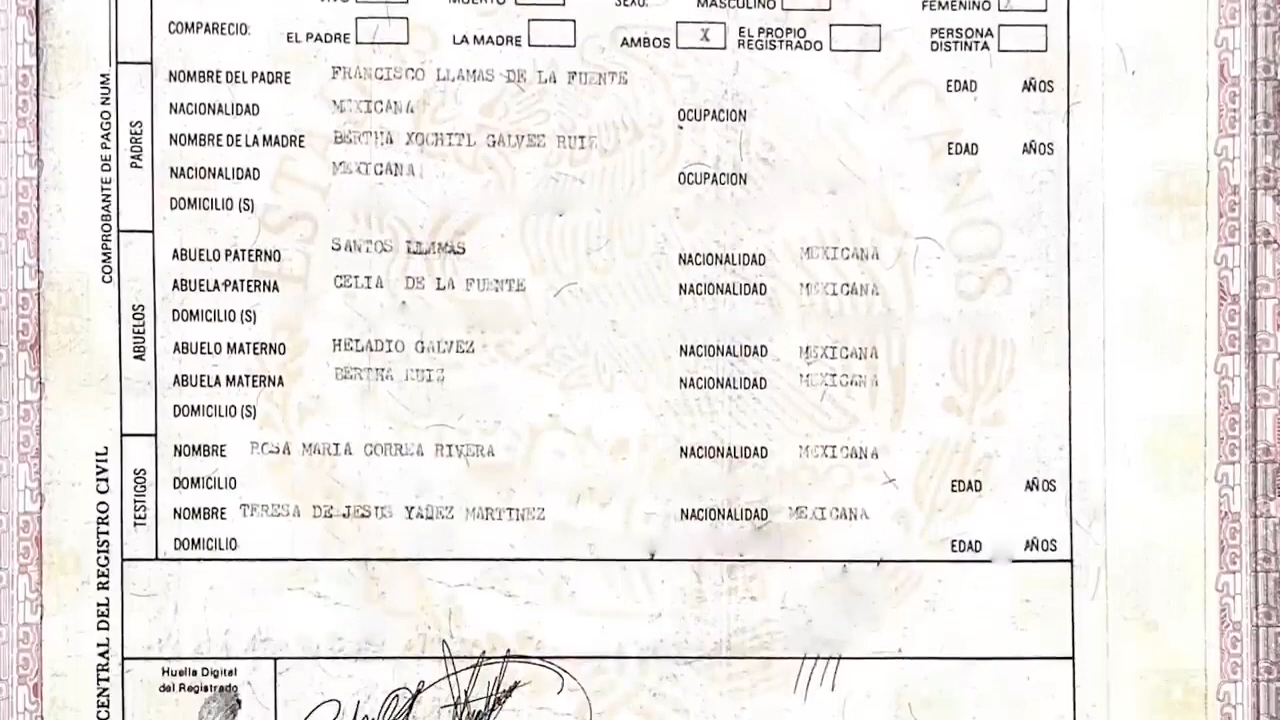 MASCULINO
FEMENINO
COMPARECIO: EL PADRE LA MADRE AMBOS X EL PROPIO REGISTRADO PERSONA DISTINTA
COMPROBANTE DE PAGO NUM.
CENTRAL DEL REGISTRO CIVIL
PADRES
NOMBRE DEL PADRE FRANCISCO LLAMAS DE LA FUENTE EDAD AÑOS
NACIONALIDAD MEXICANA OCUPACION
NOMBRE DE LA MADRE BERTHA XOCHITL GALVEZ RUIZ EDAD AÑOS
NACIONALIDAD MEXICANA OCUPACION
DOMICILIO (S)
ABUELOS
ABUELO PATERNO SANTOS LLAMAS NACIONALIDAD MEXICANA
ABUELA PATERNA CELIA DE LA FUENTE NACIONALIDAD MEXICANA
DOMICILIO (S)
ABUELO MATERNO HELADIO GALVEZ NACIONALIDAD MEXICANA
ABUELA MATERNA BERTHA RUIZ NACIONALIDAD MEXICANA
DOMICILIO (S)
TESTIGOS
NOMBRE ROSA MARIA CORREA RIVERA NACIONALIDAD MEXICANA
DOMICILIO EDAD AÑOS
NOMBRE TERESA DE JESUS YAÑEZ MARTINEZ NACIONALIDAD MEXICANA
DOMICILIO EDAD AÑOS
Huella Digital
del Registrado